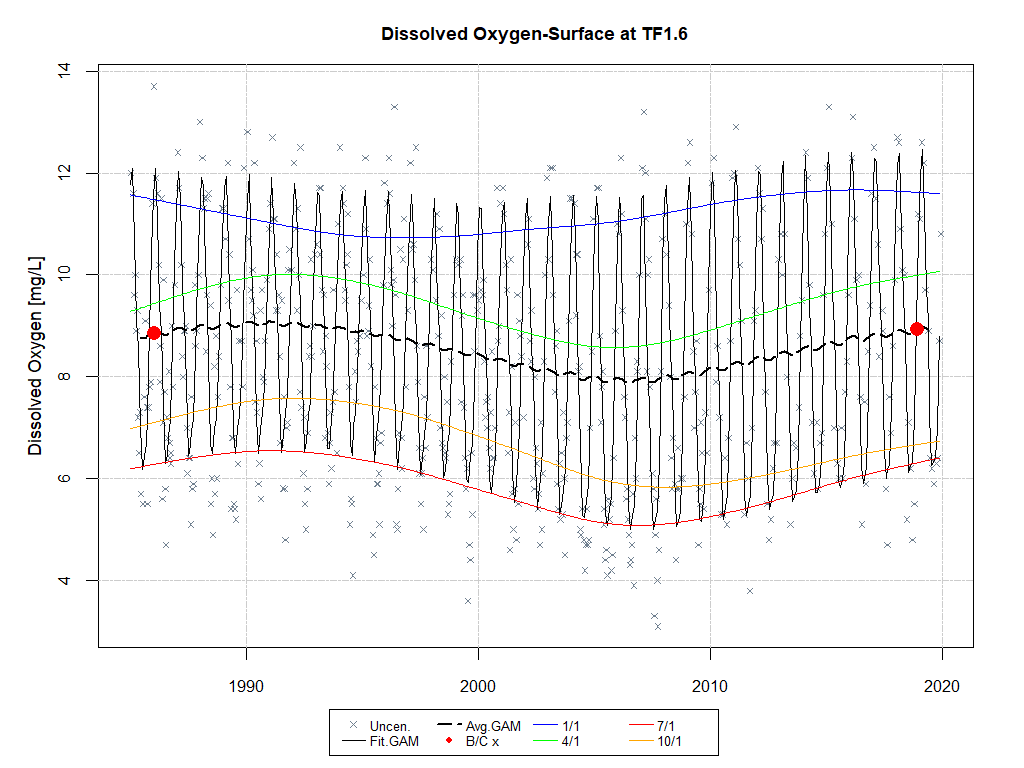 Dissolved Oxygen-Surface at TF1.6
Dissolved Oxygen [mg/L]
14
12
10
8
6
4
1990
2000
2010
2020
Uncen. Avg.GAM 1/1 7/1
Fit.GAM B/C x 4/1 10/1